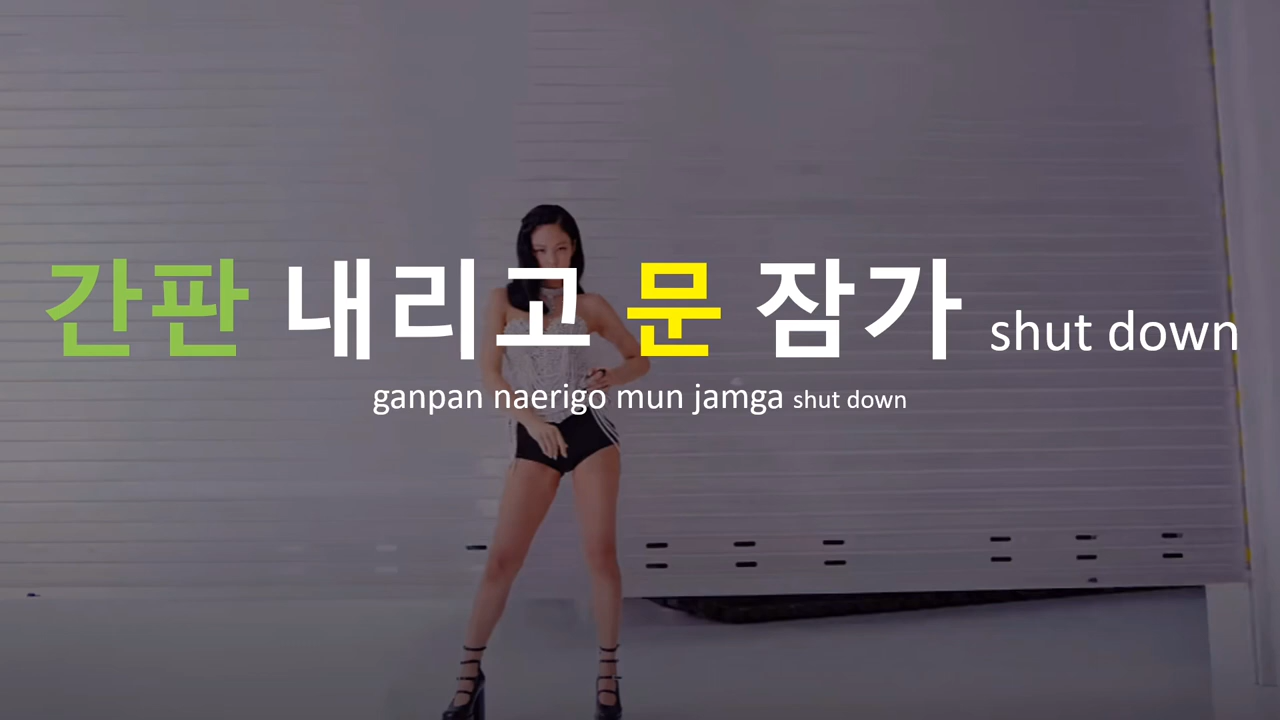 간판 내리고 문 잠가 shut down
ganpan naerigo mun jamga shut down